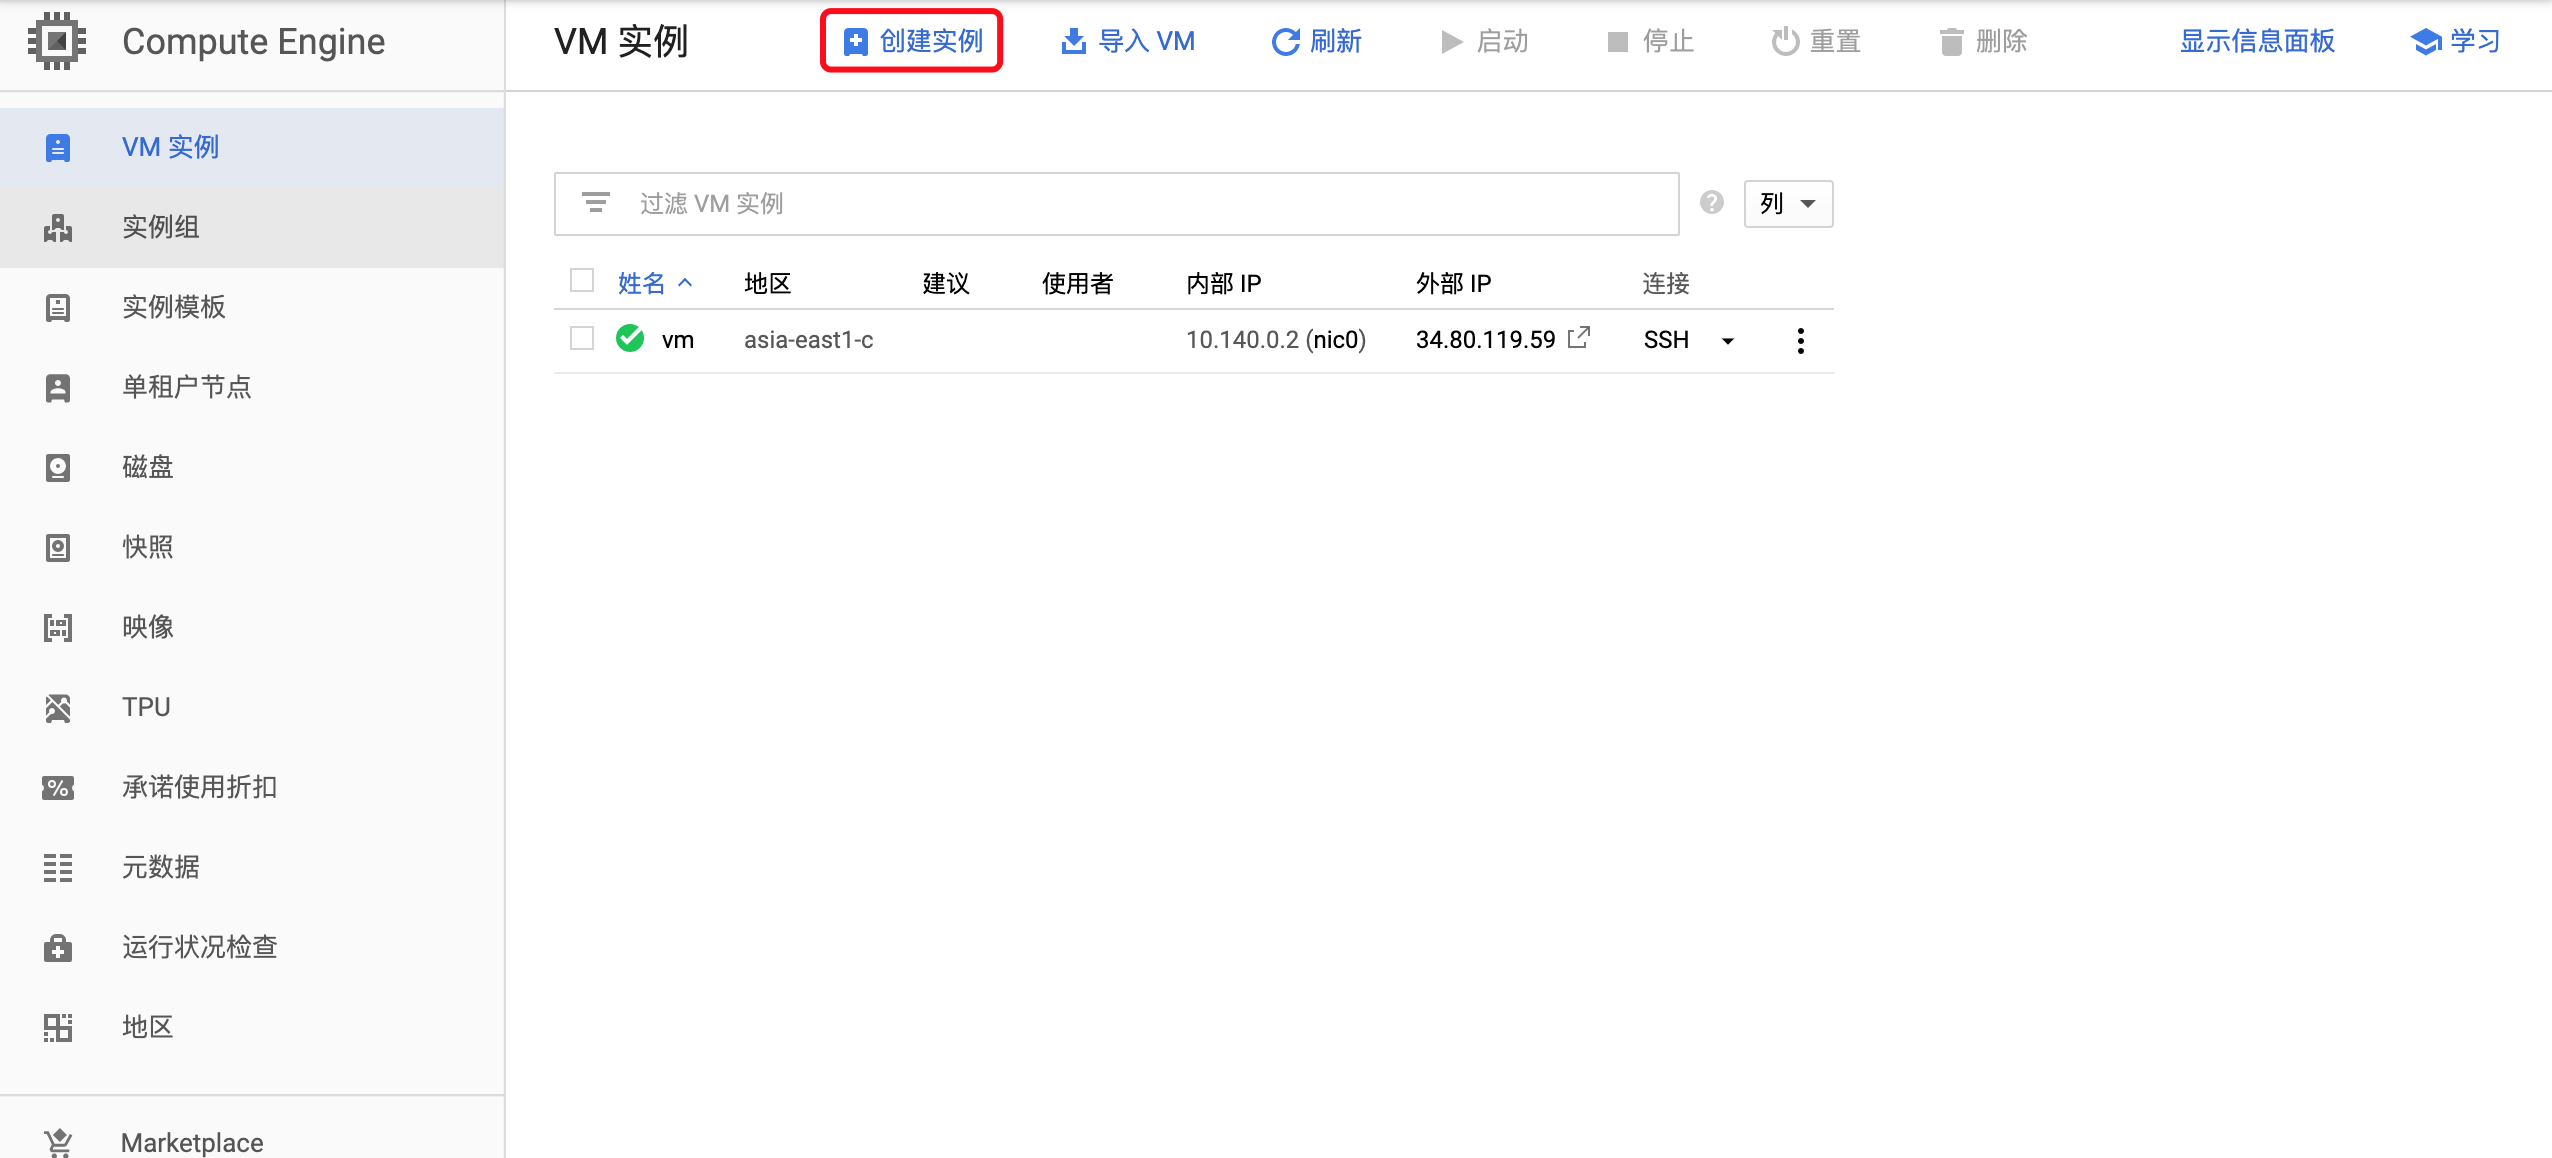 Compute Engine
VM 实例
创建实例
导入 VM
刷新
启动
停止
重置
删除
显示信息面板
学习
VM 实例
实例组
实例模板
单租户节点
磁盘
快照
映像
TPU
% 承诺使用折扣
元数据
运行状况检查
地区
Marketplace
过滤 VM 实例
? 列
姓名 地区 建议 使用者 内部 IP 外部 IP 连接
vm asia-east1-c 10.140.0.2 (nic0) 34.80.119.59 SSH